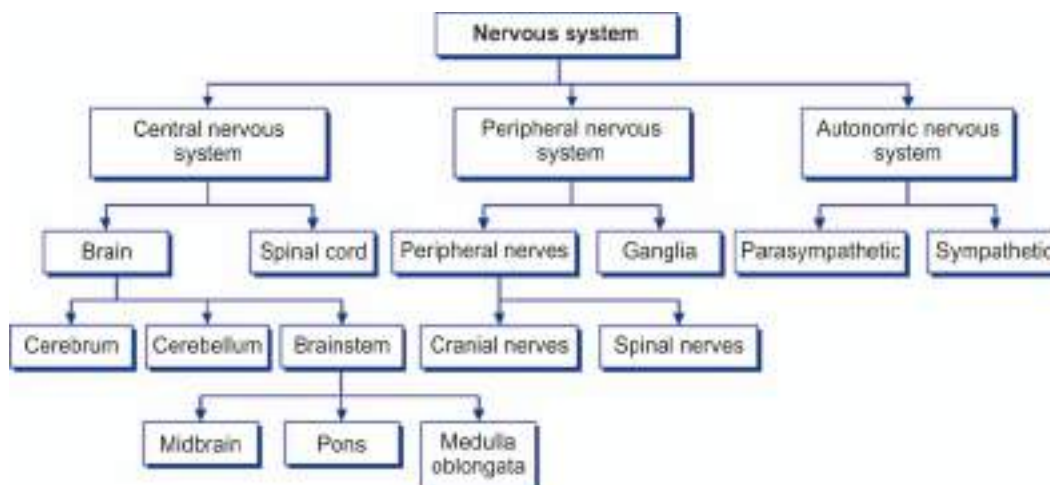 Nervous system
Central nervous
system
Peripheral nervous
system
Autonomic nervous
system
Brain
Spinal cord
Peripheral nerves
Ganglia
Parasympathetic
Sympathetic
Cerebrum
Cerebellum
Brainstem
Cranial nerves
Spinal nerves
Midbrain
Pons
Medulla
oblongata